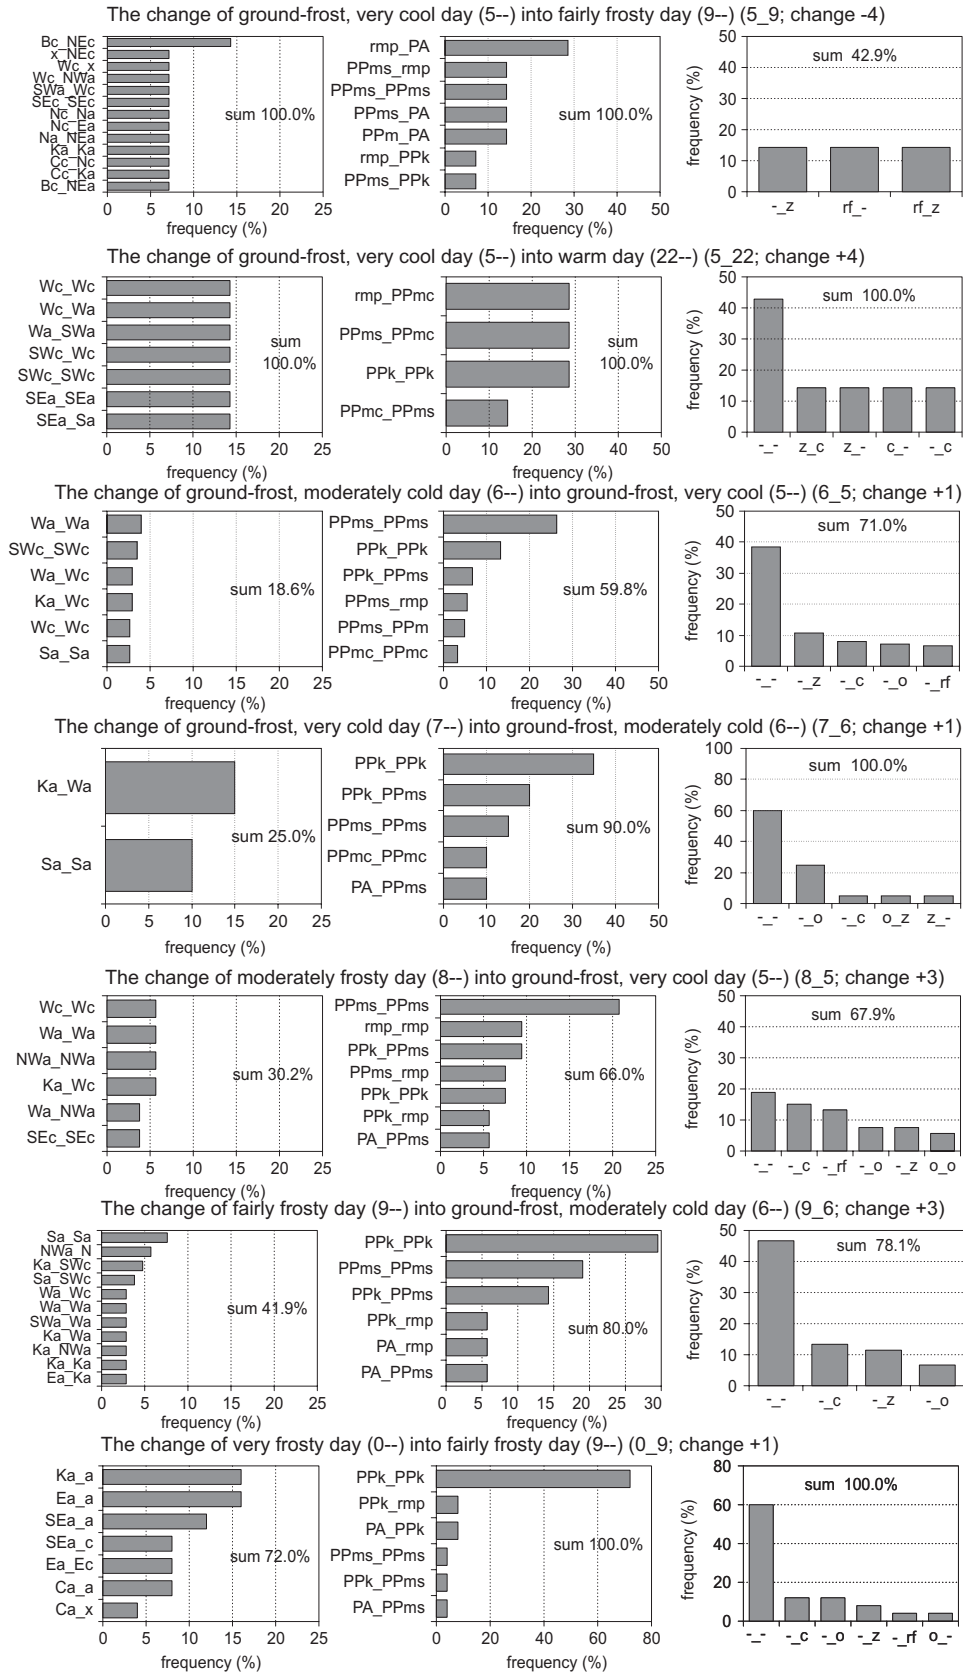 The change of ground-frost, very cool day (5--) into fairly frosty day (9--) (5_9; change -4)
Bc_NEc
x_NEc
Wc_x
Wc_NWa
SWa_Wc
SEc_SEc
Nc_Na
Nc_Ea
Na_NEa
Ka_Ka
Cc_Nc
Cc_Ka
Bc_NEa
sum 100.0%
0 5 10 15 20 25
frequency (%)
rmp_PA
PPms_rmp
PPms_PPms
PPms_PA
PPm_PA
rmp_PPk
PPms_PPk
sum 100.0%
0 10 20 30 40 50
frequency (%)
frequency (%)
50
40
30
20
10
0
sum 42.9%
-_z rf_- rf_z
The change of ground-frost, very cool day (5--) into warm day (22--) (5_22; change +4)
Wc_Wc
Wc_Wa
Wa_SWa
SWc_Wc
SWc_SWc
SEa_SEa
SEa_Sa
sum
100.0%
0 5 10 15 20 25
frequency (%)
rmp_PPmc
PPms_PPmc
PPk_PPk
PPmc_PPms
sum
100.0%
0 10 20 30 40 50
frequency (%)
frequency (%)
50
40
30
20
10
0
sum 100.0%
-_- z_c z_- c_- -_c
The change of ground-frost, moderately cold day (6--) into ground-frost, very cool (5--) (6_5; change +1)
Wa_Wa
SWc_SWc
Wa_Wc
Ka_Wc
Wc_Wc
Sa_Sa
sum 18.6%
0 5 10 15 20 25
frequency (%)
PPms_PPms
PPk_PPk
PPk_PPms
PPms_rmp
PPms_PPm
PPmc_PPmc
sum 59.8%
0 10 20 30 40 50
frequency (%)
frequency (%)
50
40
30
20
10
0
sum 71.0%
-_- -_z -_c -_o -_rf
The change of ground-frost, very cold day (7--) into ground-frost, moderately cold (6--) (7_6; change +1)
Ka_Wa
Sa_Sa
sum 25.0%
0 5 10 15 20 25
frequency (%)
PPk_PPk
PPk_PPms
PPms_PPms
PPmc_PPmc
PA_PPms
sum 90.0%
0 10 20 30 40 50
frequency (%)
frequency (%)
100
80
60
40
20
0
sum 100.0%
-_- -_o -_c o_z z_-
The change of moderately frosty day (8--) into ground-frost, very cool day (5--) (8_5; change +3)
Wc_Wc
Wa_Wa
NWa_NWa
Ka_Wc
Wa_NWa
SEc_SEc
sum 30.2%
0 5 10 15 20 25
frequency (%)
PPms_PPms
rmp_rmp
PPk_PPms
PPms_rmp
PPk_PPk
PPk_rmp
PA_PPms
sum 66.0%
0 5 10 15 20 25
frequency (%)
frequency (%)
50
40
30
20
10
0
sum 67.9%
-_- -_c -_rf -_o -_z o_o
The change of fairly frosty day (9--) into ground-frost, moderately cold day (6--) (9_6; change +3)
Sa_Sa
NWa_N
Ka_SWc
Sa_SWc
Wa_Wc
Wa_Wa
SWa_Wa
Ka_Wa
Ka_NWa
Ka_Ka
Ea_Ka
sum 41.9%
0 5 10 15 20 25
frequency (%)
PPk_PPk
PPms_PPms
PPk_PPms
PPk_rmp
PA_rmp
PA_PPms
sum 80.0%
0 5 10 15 20 25 30
frequency (%)
frequency (%)
50
40
30
20
10
0
sum 78.1%
-_- -_c -_z -_o
The change of very frosty day (0--) into fairly frosty day (9--) (0_9; change +1)
Ka_a
Ea_a
SEa_a
SEa_c
Ea_Ec
Ca_a
Ca_x
sum 72.0%
0 5 10 15 20 25
frequency (%)
PPk_PPk
PPk_rmp
PA_PPk
PPms_PPms
PPk_PPms
PA_PPms
sum 100.0%
0 20 40 60 80
frequency (%)
frequency (%)
80
60
40
20
0
sum 100.0%
-_- -_c -_o -_z -_rf o_-